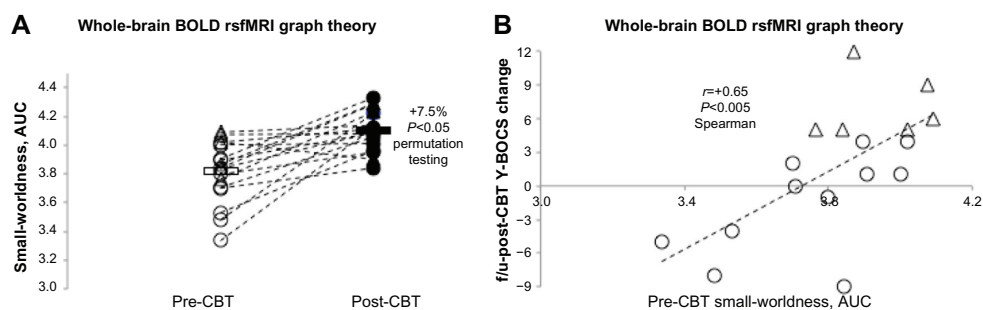 A Whole-brain BOLD rsfMRI graph theory
Small-worldness, AUC
4.4
4.2
4.0
3.8
3.6
3.4
3.2
3.0
+7.5%
P<0.05
permutation
testing
Pre-CBT Post-CBT
B Whole-brain BOLD rsfMRI graph theory
f/u-post-CBT Y-BOCS change
12
9
6
3
0
−3
−6
−9
r=+0.65
P<0.005
Spearman
3.0 3.4 3.8 4.2
Pre-CBT small-worldness, AUC